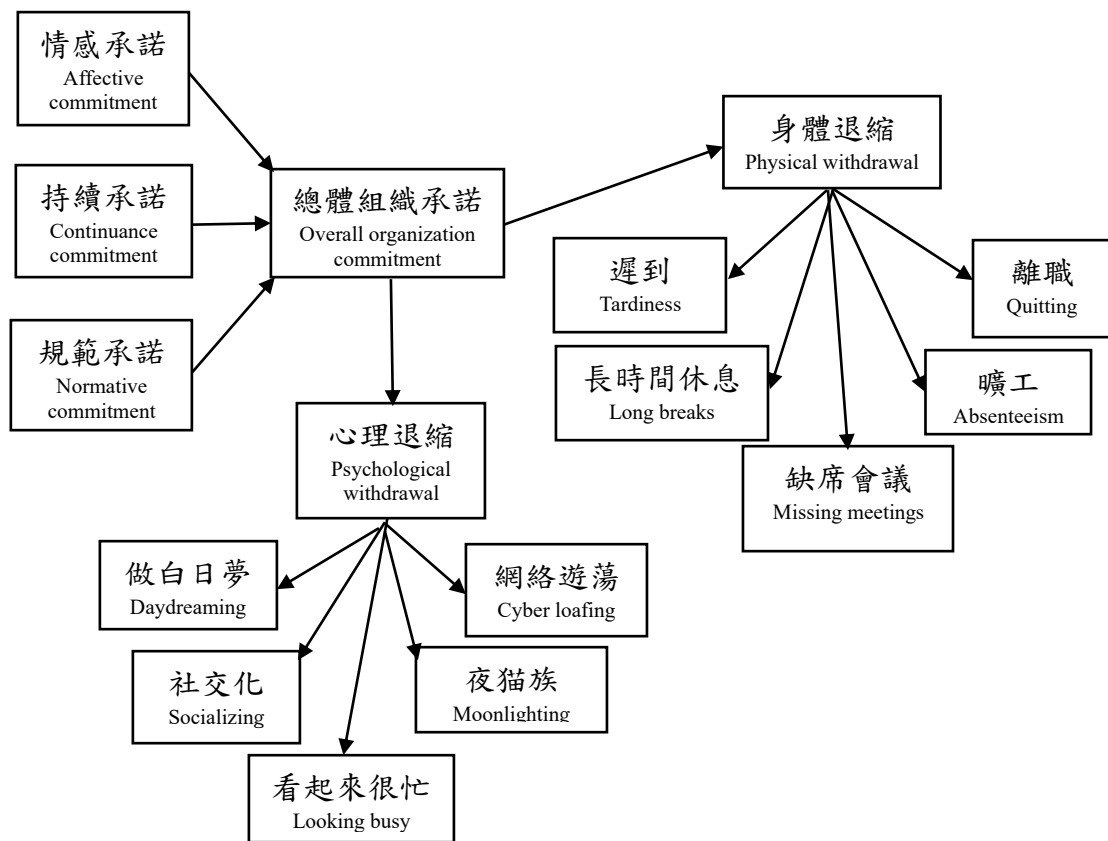 情感承諾
Affective
commitment
持續承諾
Continuance
commitment
規範承諾
Normative
commitment
總體組織承諾
Overall organization
commitment
身體退縮
Physical withdrawal
遲到
Tardiness
離職
Quitting
長時間休息
Long breaks
曠工
Absenteeism
缺席會議
Missing meetings
心理退縮
Psychological
withdrawal
做白日夢
Daydreaming
網絡遊蕩
Cyber loafing
社交化
Socializing
夜猫族
Moonlighting
看起來很忙
Looking busy